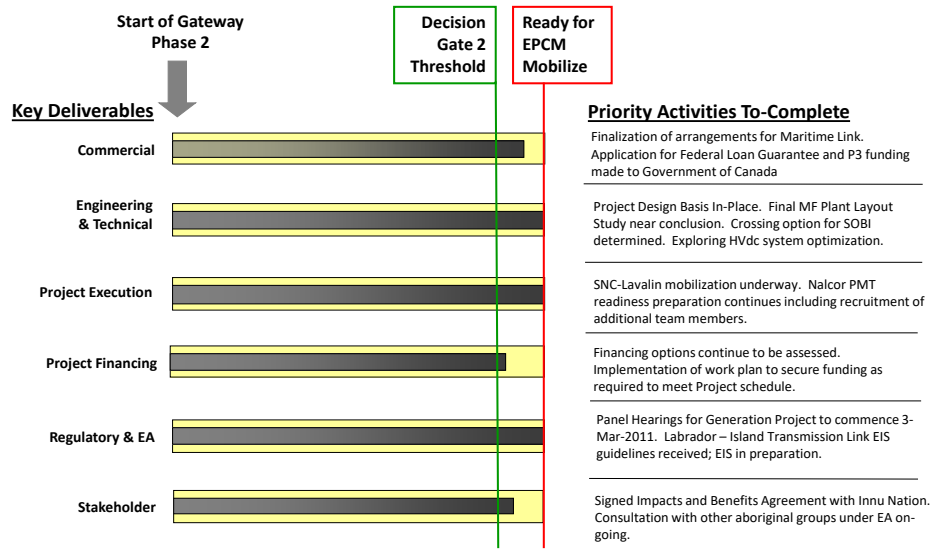 Start of Gateway
Phase 2
Decision
Gate 2
Threshold
Ready for
EPCM
Mobilize
Key Deliverables
Priority Activities To-Complete
Commercial
Finalization of arrangements for Maritime Link.
Application for Federal Loan Guarantee and P3 funding
made to Government of Canada
Engineering
& Technical
Project Design Basis In-Place. Final MF Plant Layout
Study near conclusion. Crossing option for SOBI
determined. Exploring HVdc system optimization.
Project Execution
SNC-Lavalin mobilization underway. Nalcor PMT
readiness preparation continues including recruitment of
additional team members.
Project Financing
Financing options continue to be assessed.
Implementation of work plan to secure funding as
required to meet Project schedule.
Regulatory & EA
Panel Hearings for Generation Project to commence 3-
Mar-2011. Labrador – Island Transmission Link EIS
guidelines received; EIS in preparation.
Stakeholder
Signed Impacts and Benefits Agreement with Innu Nation.
Consultation with other aboriginal groups under EA on-
going.